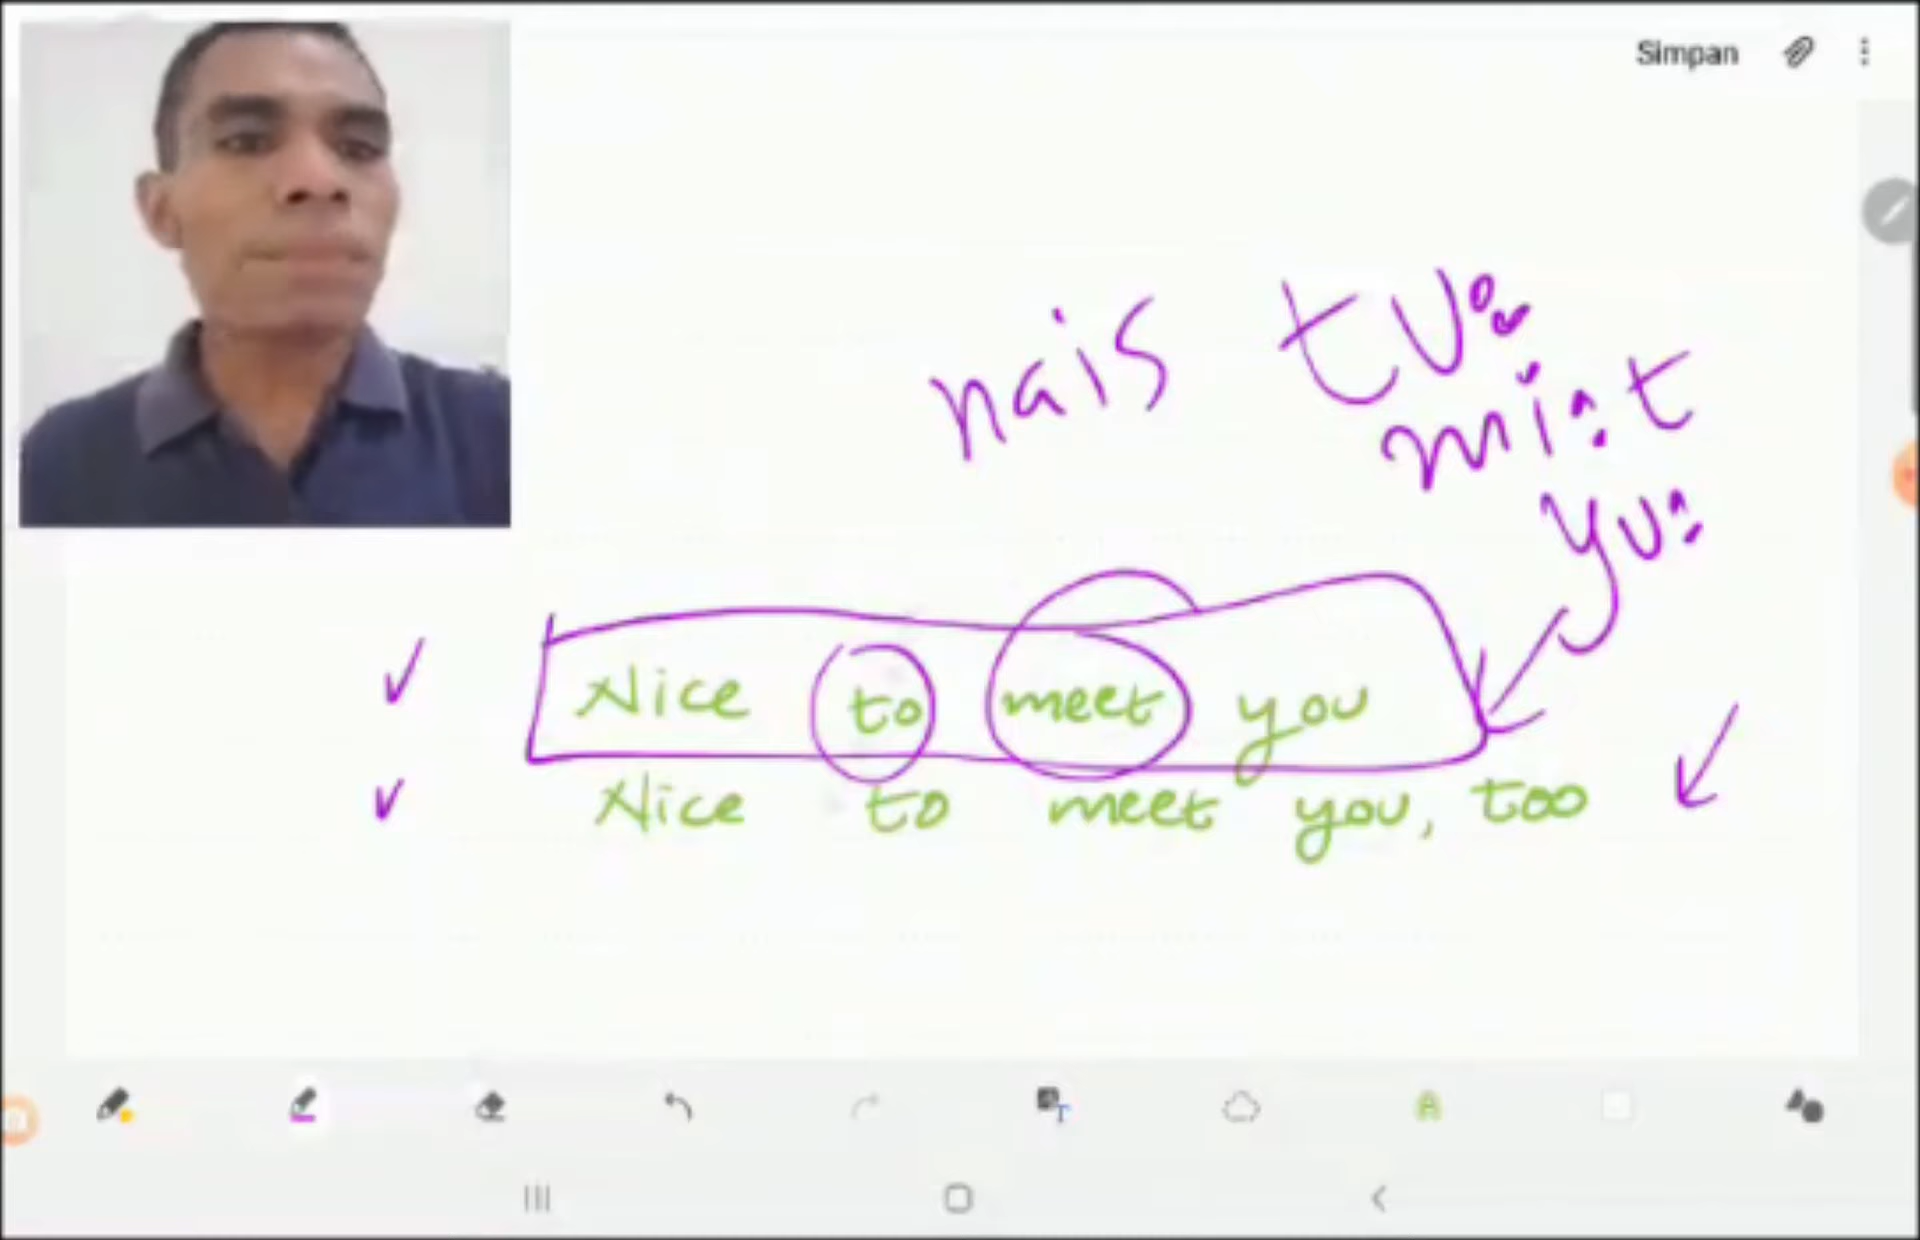 Simpan
nais tu:
mi:t
yu:
Nice to meet you
Nice to meet you, too